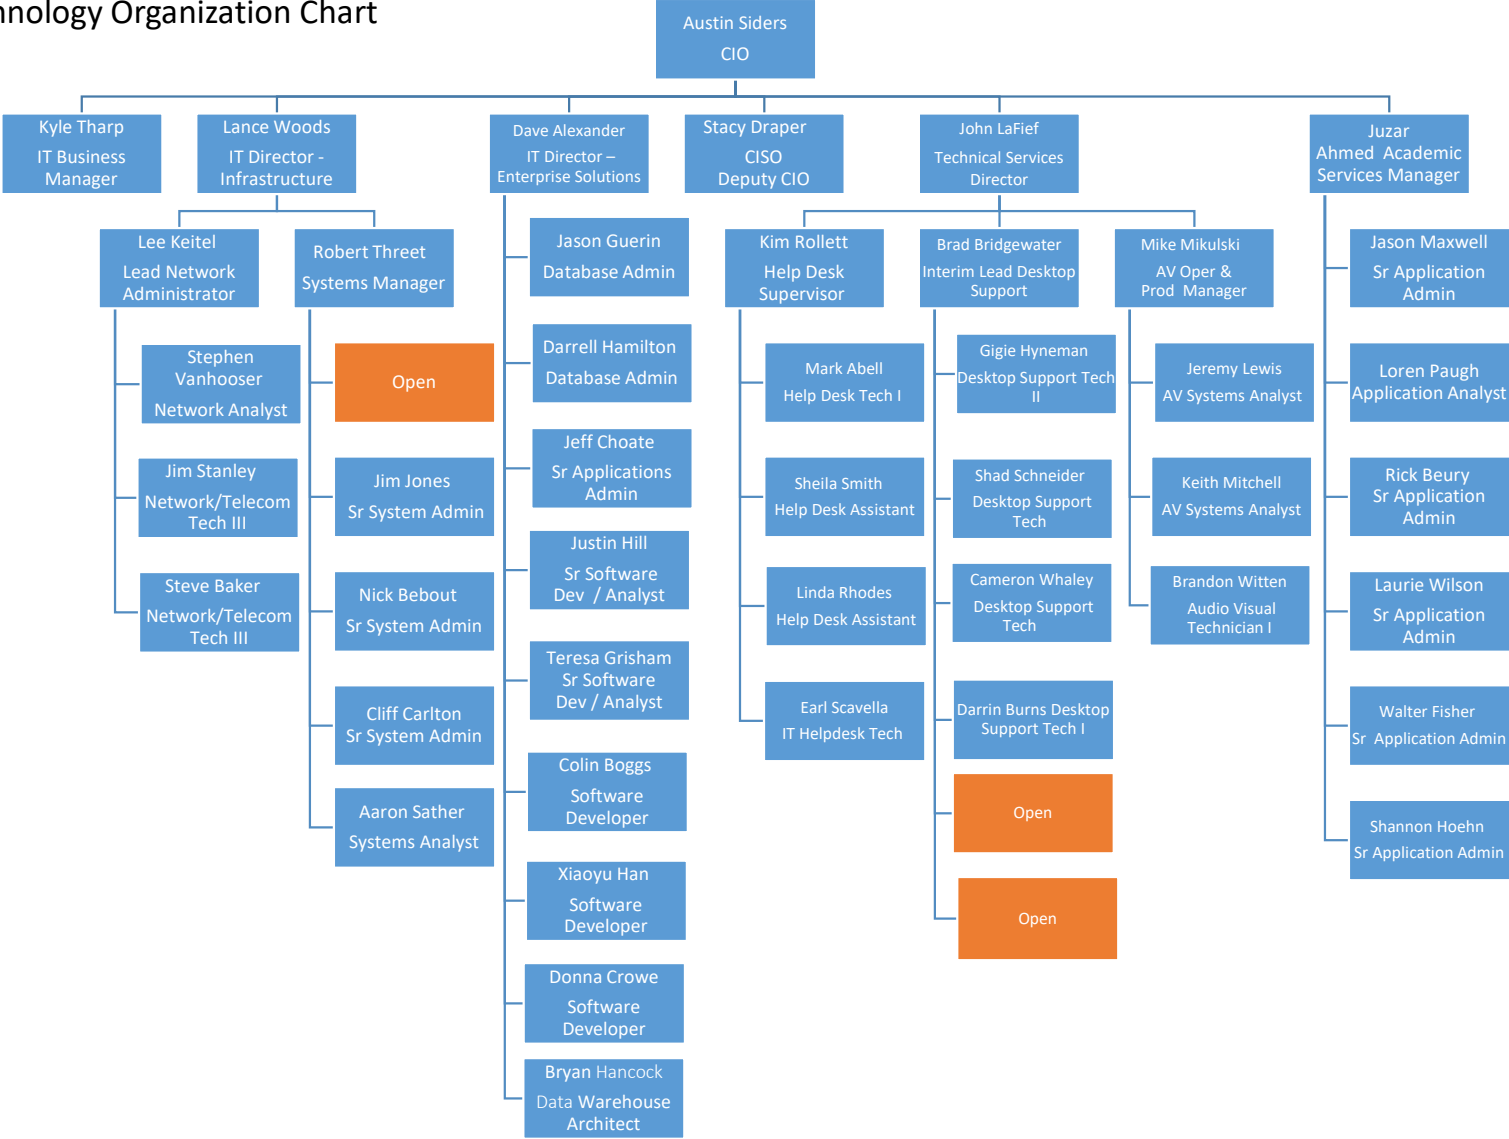 hnology Organization Chart
Austin Siders
CIO
Kyle Tharp
IT Business
Manager
Lance Woods
IT Director -
Infrastructure
Dave Alexander
IT Director –
Enterprise Solutions
Stacy Draper
CISO
Deputy CIO
John LaFief
Technical Services
Director
Juzar
Ahmed  Academic
Services Manager
Lee Keitel
Lead Network
Administrator
Stephen
Vanhooser
Network Analyst
Jim Stanley
Network/Telecom
Tech III
Steve Baker
Network/Telecom
Tech III
Robert Threet
Systems Manager
Open
Jim Jones
Sr System Admin
Nick Bebout
Sr System Admin
Cliff Carlton
Sr System Admin
Aaron Sather
Systems Analyst
Jason Guerin
Database Admin
Darrell Hamilton
Database Admin
Jeff Choate
Sr Applications
Admin
Justin Hill
Sr Software
Dev  / Analyst
Teresa Grisham
Sr Software
Dev / Analyst
Colin Boggs
Software
Developer
Xiaoyu Han
Software
Developer
Donna Crowe
Software
Developer
Bryan Hancock
Data Warehouse
Architect
Kim Rollett
Help Desk
Supervisor
Mark Abell
Help Desk Tech I
Sheila Smith
Help Desk Assistant
Linda Rhodes
Help Desk Assistant
Earl Scavella
IT Helpdesk Tech
Brad Bridgewater
Interim Lead Desktop
Support
Gigie Hyneman
Desktop Support Tech
II
Shad Schneider
Desktop Support
Tech
Cameron Whaley
Desktop Support
Tech
Darrin Burns Desktop
Support Tech I
Open
Open
Mike Mikulski
AV Oper &
Prod  Manager
Jeremy Lewis
AV Systems Analyst
Keith Mitchell
AV Systems Analyst
Brandon Witten
Audio Visual
Technician I
Jason Maxwell
Sr Application
Admin
Loren Paugh
Application Analyst
Rick Beury
Sr Application
Admin
Laurie Wilson
Sr Application
Admin
Walter Fisher
Sr  Application Admin
Shannon Hoehn
Sr Application Admin